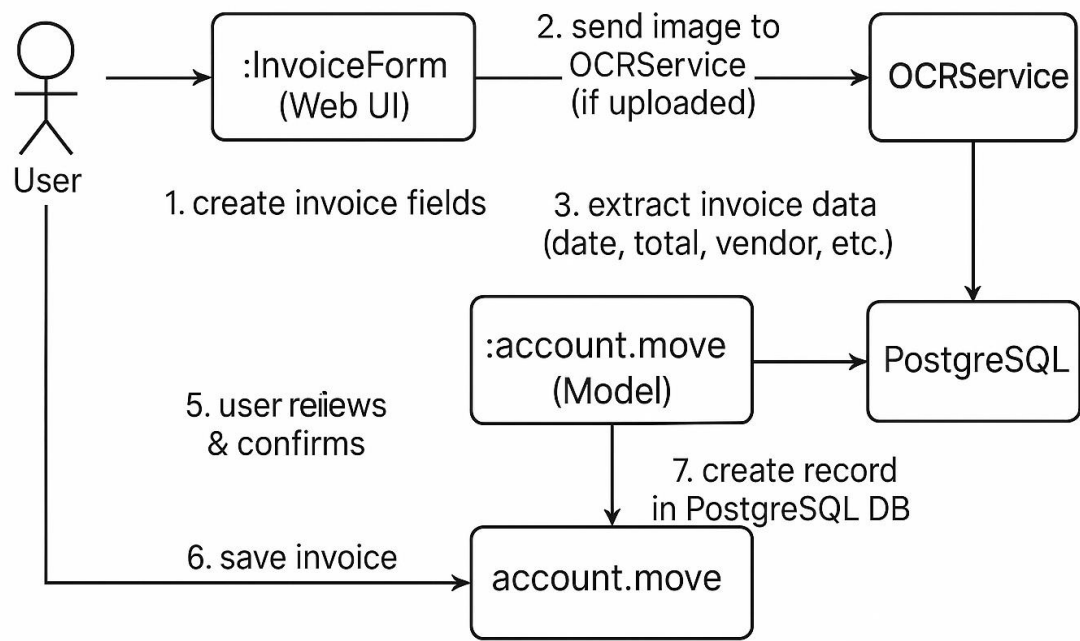 User
:InvoiceForm
(Web UI)
2. send image to
OCRService
(if uploaded)
OCRService
1. create invoice fields
3. extract invoice data
(date, total, vendor, etc.)
:account.move
(Model)
PostgreSQL
5. user reiiews
& confirms
7. create record
in PostgreSQL DB
6. save invoice
account.move